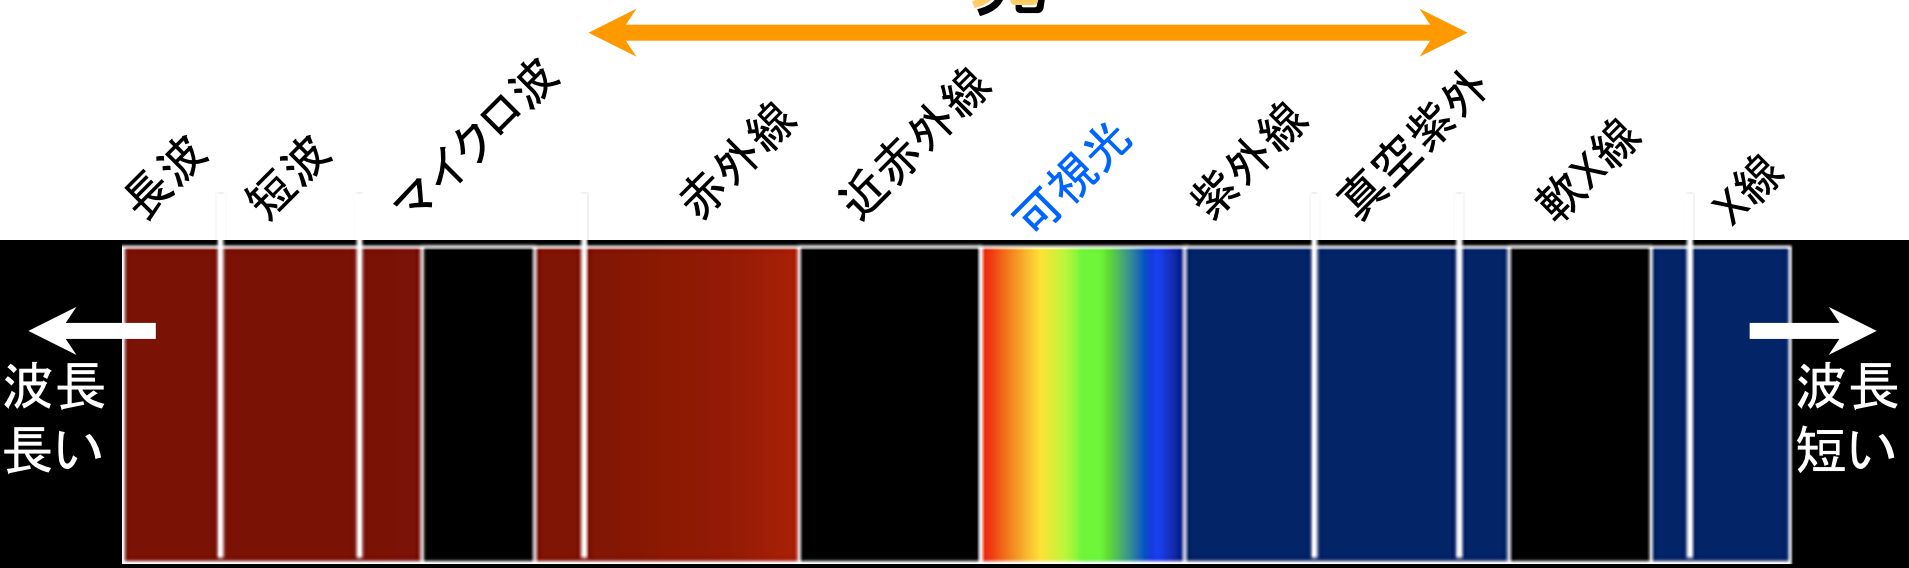 長波
短波
マイクロ波
赤外線
近赤外線
可視光
紫外線
真空紫外
軟X線
X線
波長
長い
波長
短い